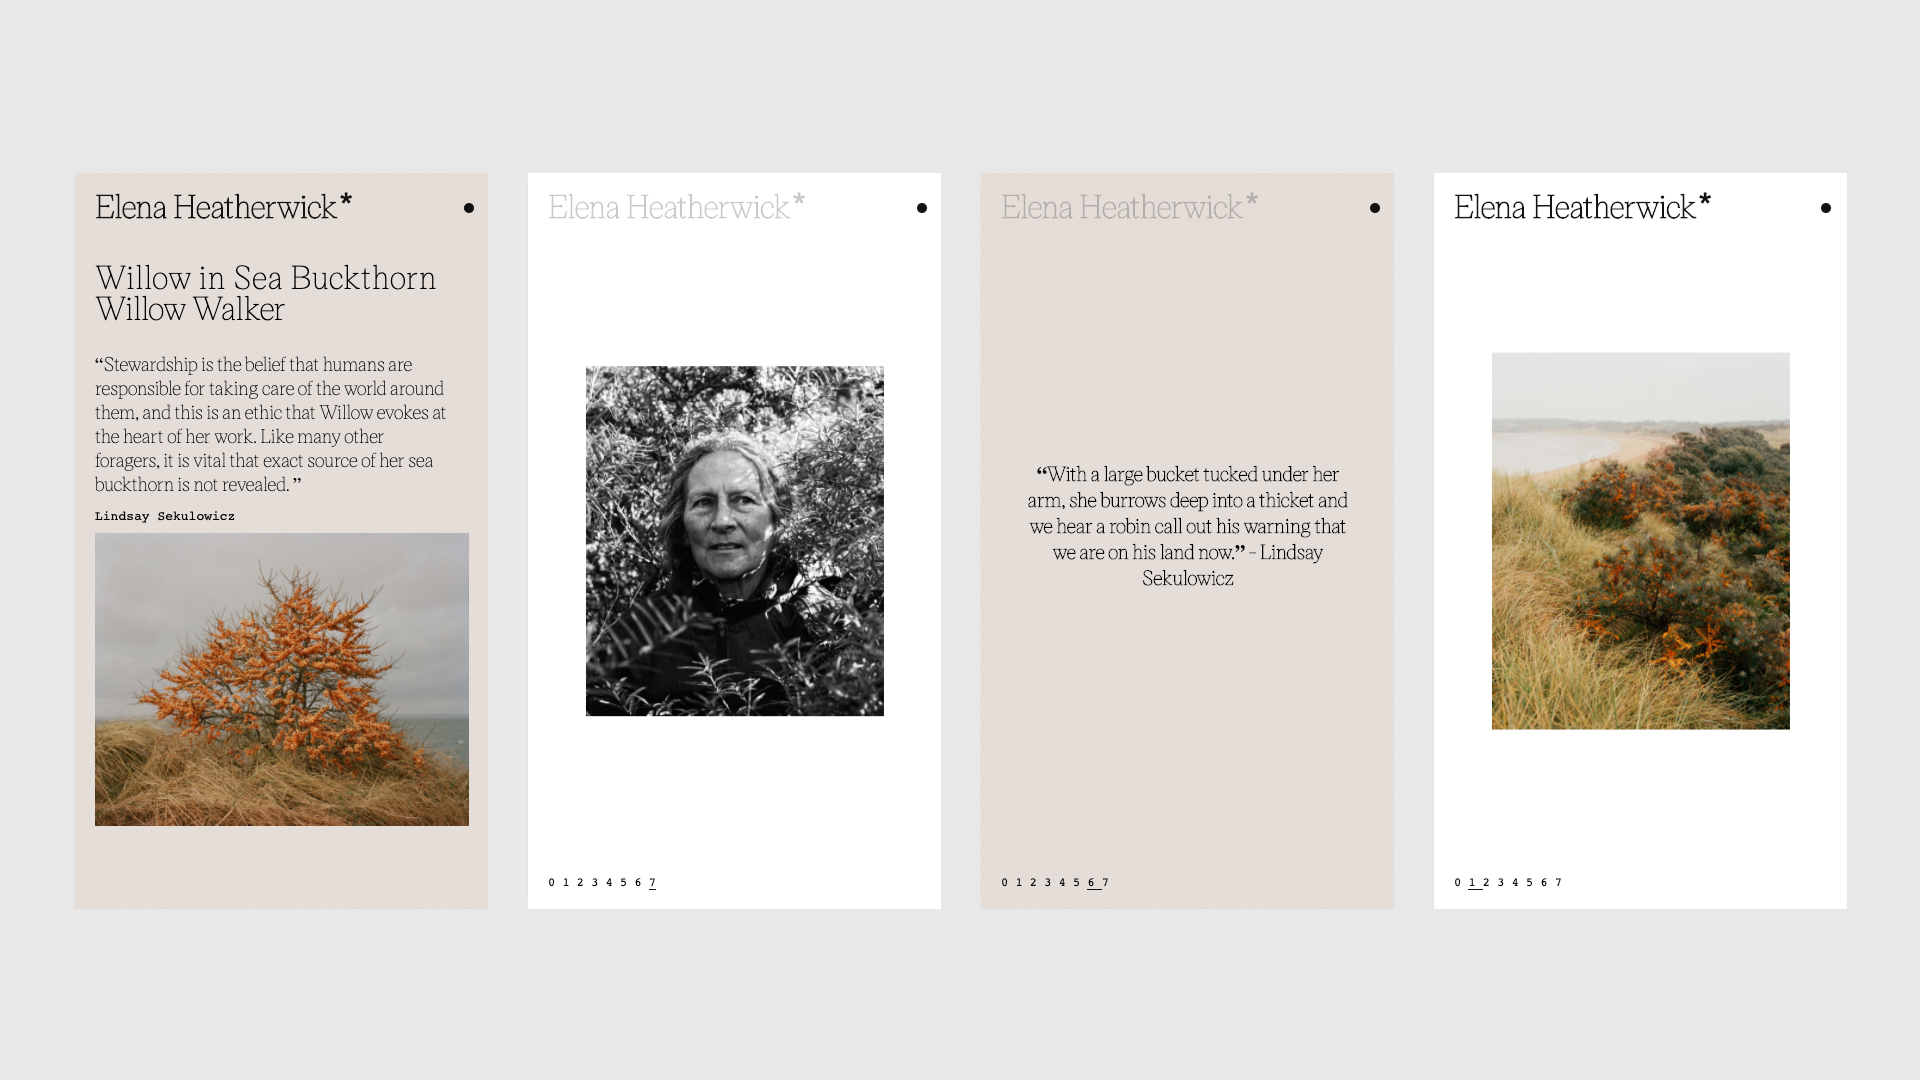 Elena Heatherwick*
Willow in Sea Buckthorn
Willow Walker
“Stewardship is the belief that humans are
responsible for taking care of the world around
them, and this is an ethic that Willow evokes at
the heart of her work. Like many other
foragers, it is vital that exact source of her sea
buckthorn is not revealed. ”
Lindsay Sekulowicz
Elena Heatherwick*
0 1 2 3 4 5 6 7
Elena Heatherwick*
“With a large bucket tucked under her
arm, she burrows deep into a thicket and
we hear a robin call out his warning that
we are on his land now.” - Lindsay
Sekulowicz
0 1 2 3 4 5 6 7
Elena Heatherwick*
0 1 2 3 4 5 6 7